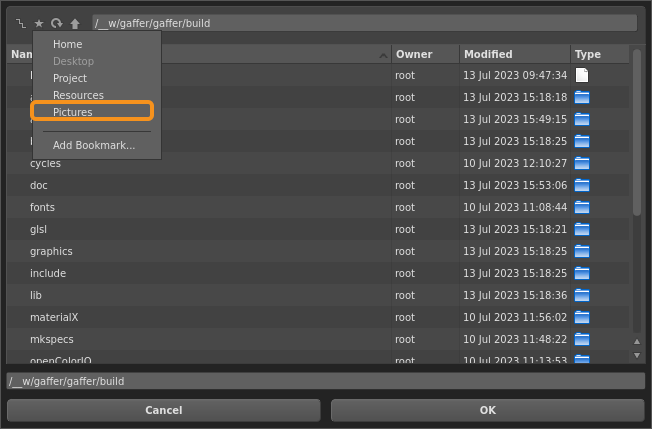 /__w/gaffer/gaffer/build
Owner Modified Type
Home
Desktop
Project
Resources
Pictures
Add Bookmark...
root 13 Jul 2023 09:47:34
root 13 Jul 2023 15:18:18
root 13 Jul 2023 15:49:15
root 13 Jul 2023 15:18:25
cycles root 10 Jul 2023 12:10:27
doc root 13 Jul 2023 15:53:06
fonts root 10 Jul 2023 11:08:44
glsl root 13 Jul 2023 15:18:21
graphics root 13 Jul 2023 15:18:25
include root 13 Jul 2023 15:18:25
lib root 13 Jul 2023 15:18:36
materialX root 10 Jul 2023 11:56:02
mkspecs root 10 Jul 2023 11:48:22
openColorIO root 10 Jul 2023 11:13:53
/__w/gaffer/gaffer/build
Cancel OK